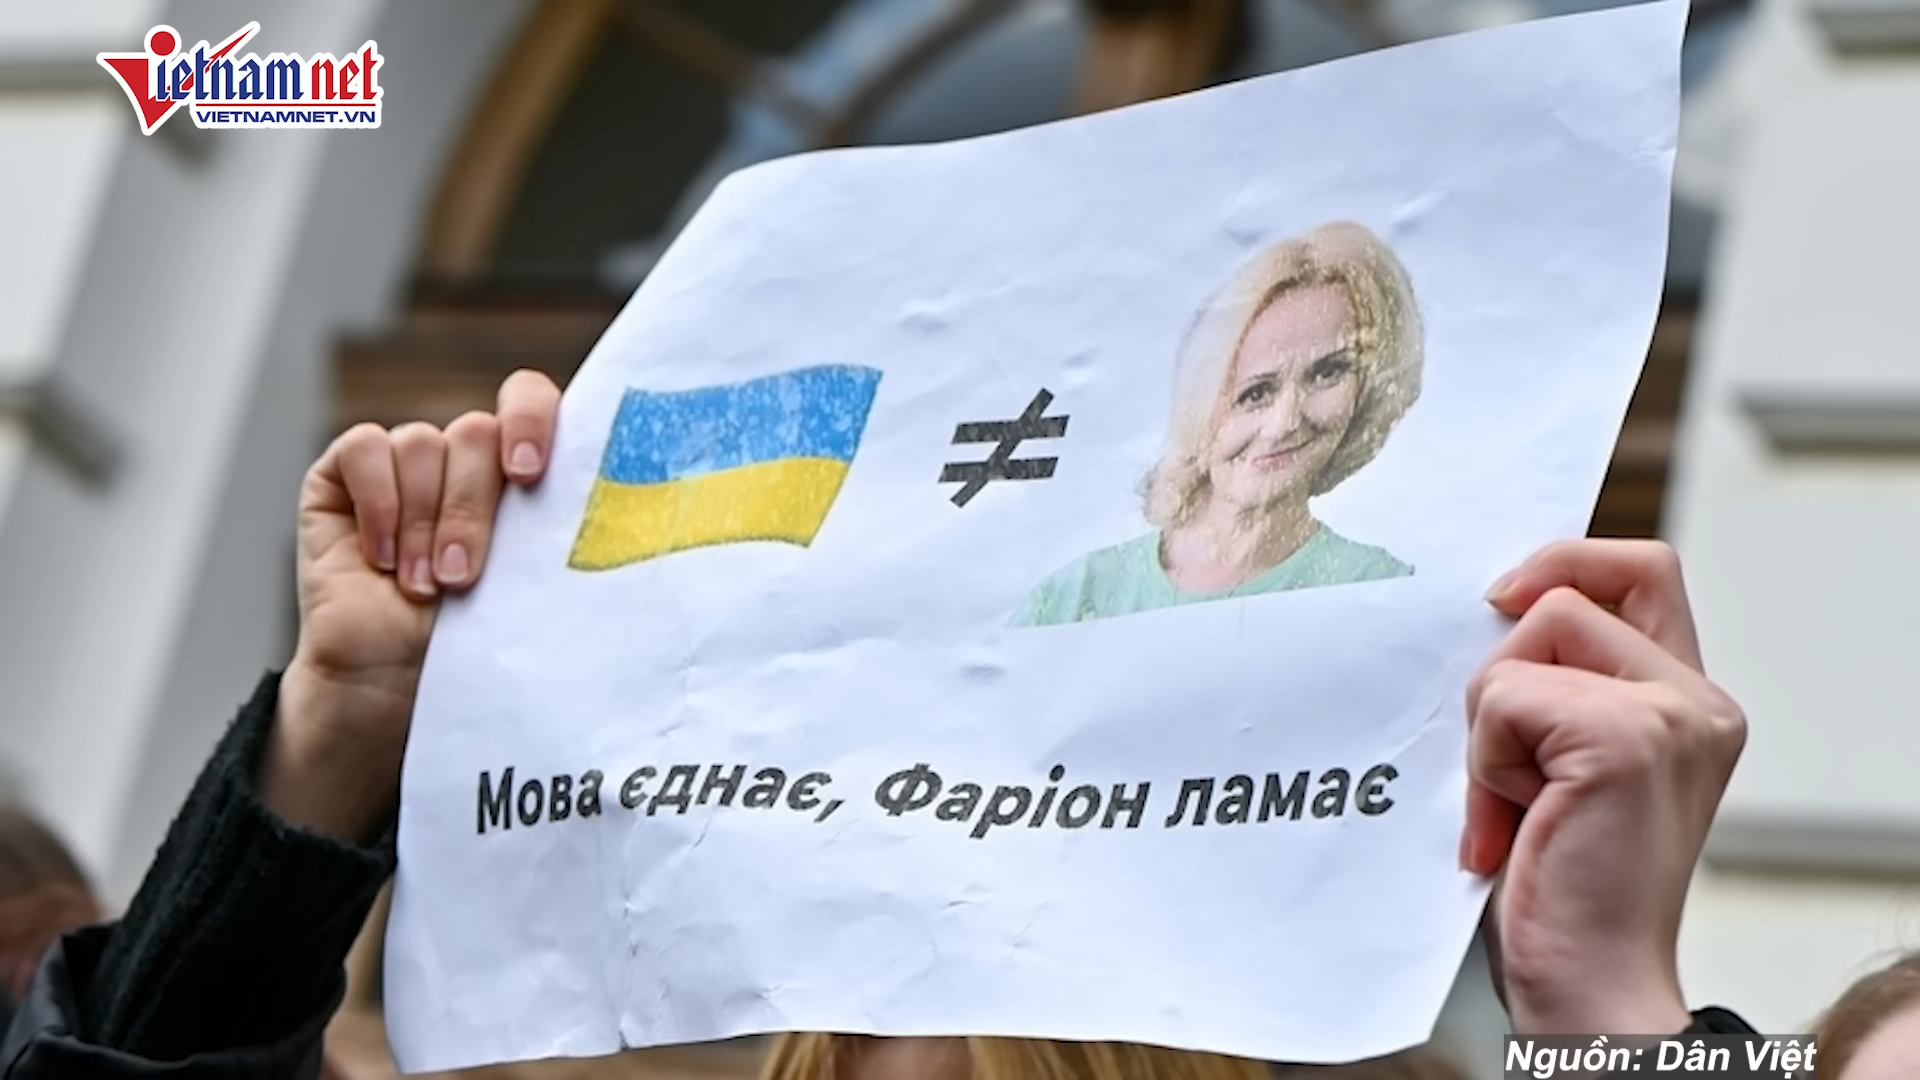 Vietnamnet
VIETNAMNET.VN
≠
Мова єднає, Фаріон ламає
Nguồn: Dân Việt